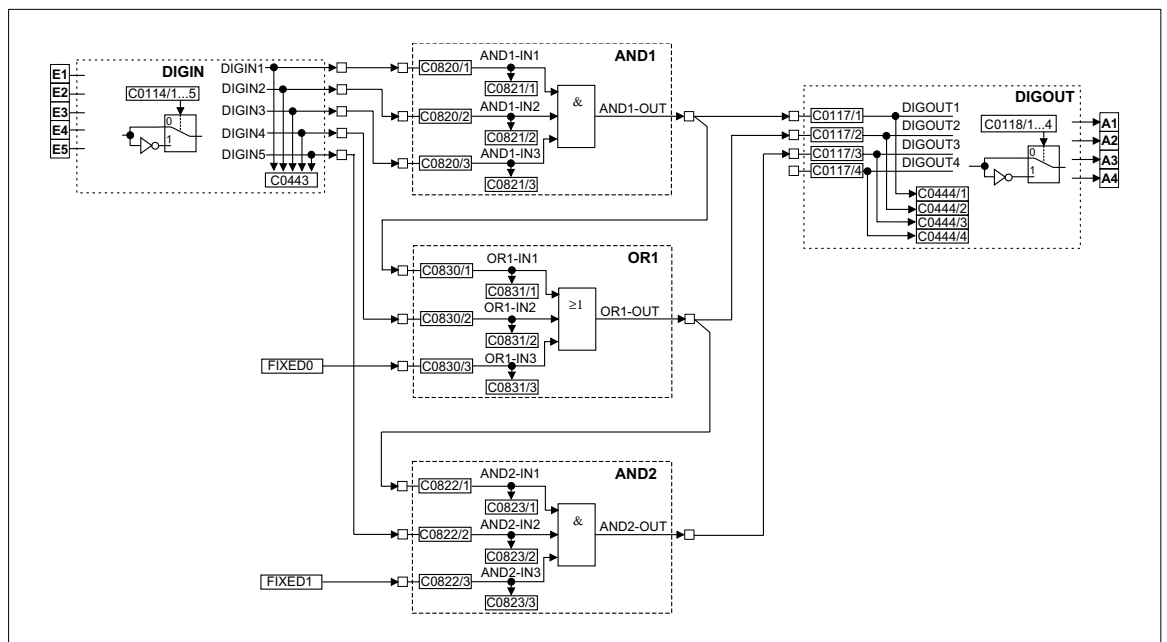 DIGIN
E1
E2
E3
E4
E5
C0114/1...5
0
1
DIGIN1
DIGIN2
DIGIN3
DIGIN4
DIGIN5
C0443
AND1
C0820/1
AND1-IN1
C0821/1
C0820/2
AND1-IN2
C0821/2
C0820/3
AND1-IN3
C0821/3
&
AND1-OUT
OR1
C0830/1
OR1-IN1
C0831/1
C0830/2
OR1-IN2
C0831/2
FIXED0
C0830/3
OR1-IN3
C0831/3
≥1
OR1-OUT
AND2
C0822/1
AND2-IN1
C0823/1
C0822/2
AND2-IN2
C0823/2
FIXED1
C0822/3
AND2-IN3
C0823/3
&
AND2-OUT
DIGOUT
C0117/1
C0117/2
C0117/3
C0117/4
DIGOUT1
DIGOUT2
DIGOUT3
DIGOUT4
C0444/1
C0444/2
C0444/3
C0444/4
C0118/1...4
0
1
A1
A2
A3
A4